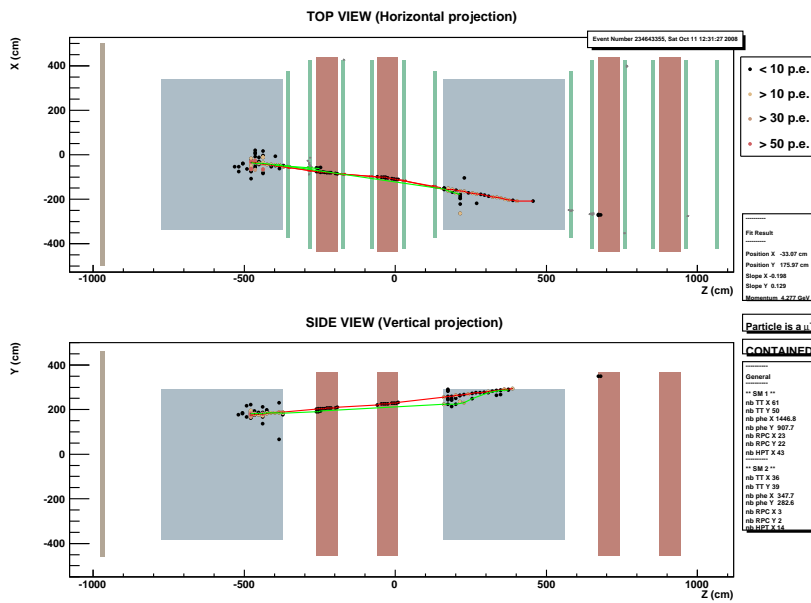 TOP VIEW (Horizontal projection)
Event Number 234643355, Sat Oct 11 12:31:27 2008
X (cm)
400
200
0
-200
-400
-1000
-500
0
500
1000
Z (cm)
< 10 p.e.
> 10 p.e.
> 30 p.e.
> 50 p.e.
----------
Fit Result
----------
Position X -33.07 cm
Position Y 175.97 cm
Slope X -0.198
Slope Y 0.129
Momentum 4.277 GeV
SIDE VIEW (Vertical projection)
Y (cm)
400
200
0
-200
-400
-1000
-500
0
500
1000
Z (cm)
Particle is a μ
CONTAINED
----------
General
----------
** SM 1 **
nb TT X 61
nb TT Y 50
nb phe X 1446.8
nb phe Y 907.7
nb RPC X 23
nb RPC Y 22
nb HPT X 43
----------
** SM 2 **
nb TT X 36
nb TT Y 39
nb phe X 347.7
nb phe Y 282.6
nb RPC X 3
nb RPC Y 2
nb HPT X 14